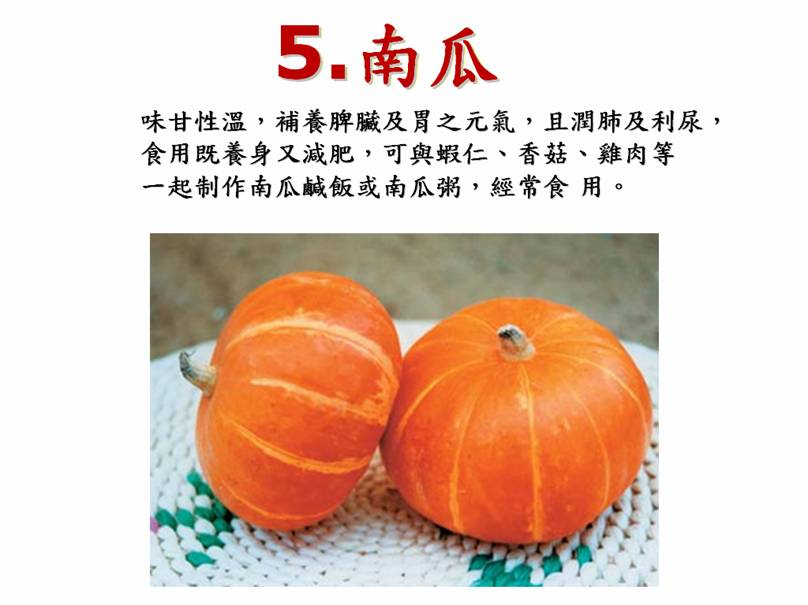 5.南瓜
味甘性溫，補養脾臟及胃之元氣，且潤肺及利尿，
食用既養身又減肥，可與蝦仁、香菇、雞肉等
一起制作南瓜鹹飯或南瓜粥，經常食 用。